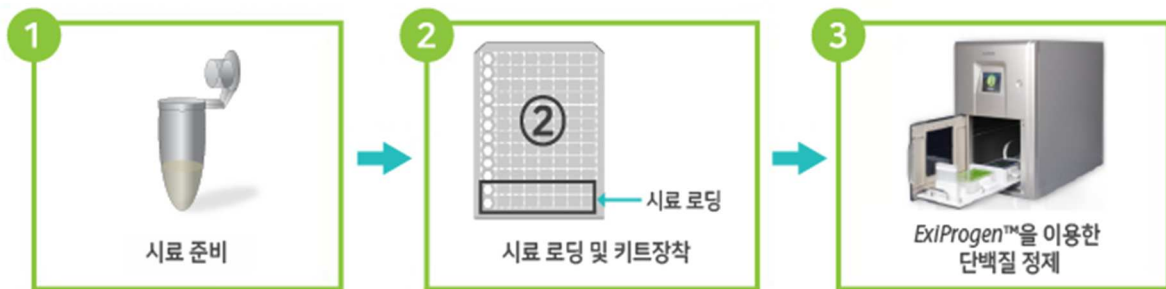 1
시료 준비
2
②
시료 로딩
시료 로딩 및 키트장착
3
ExiProgen™을 이용한
단백질 정제